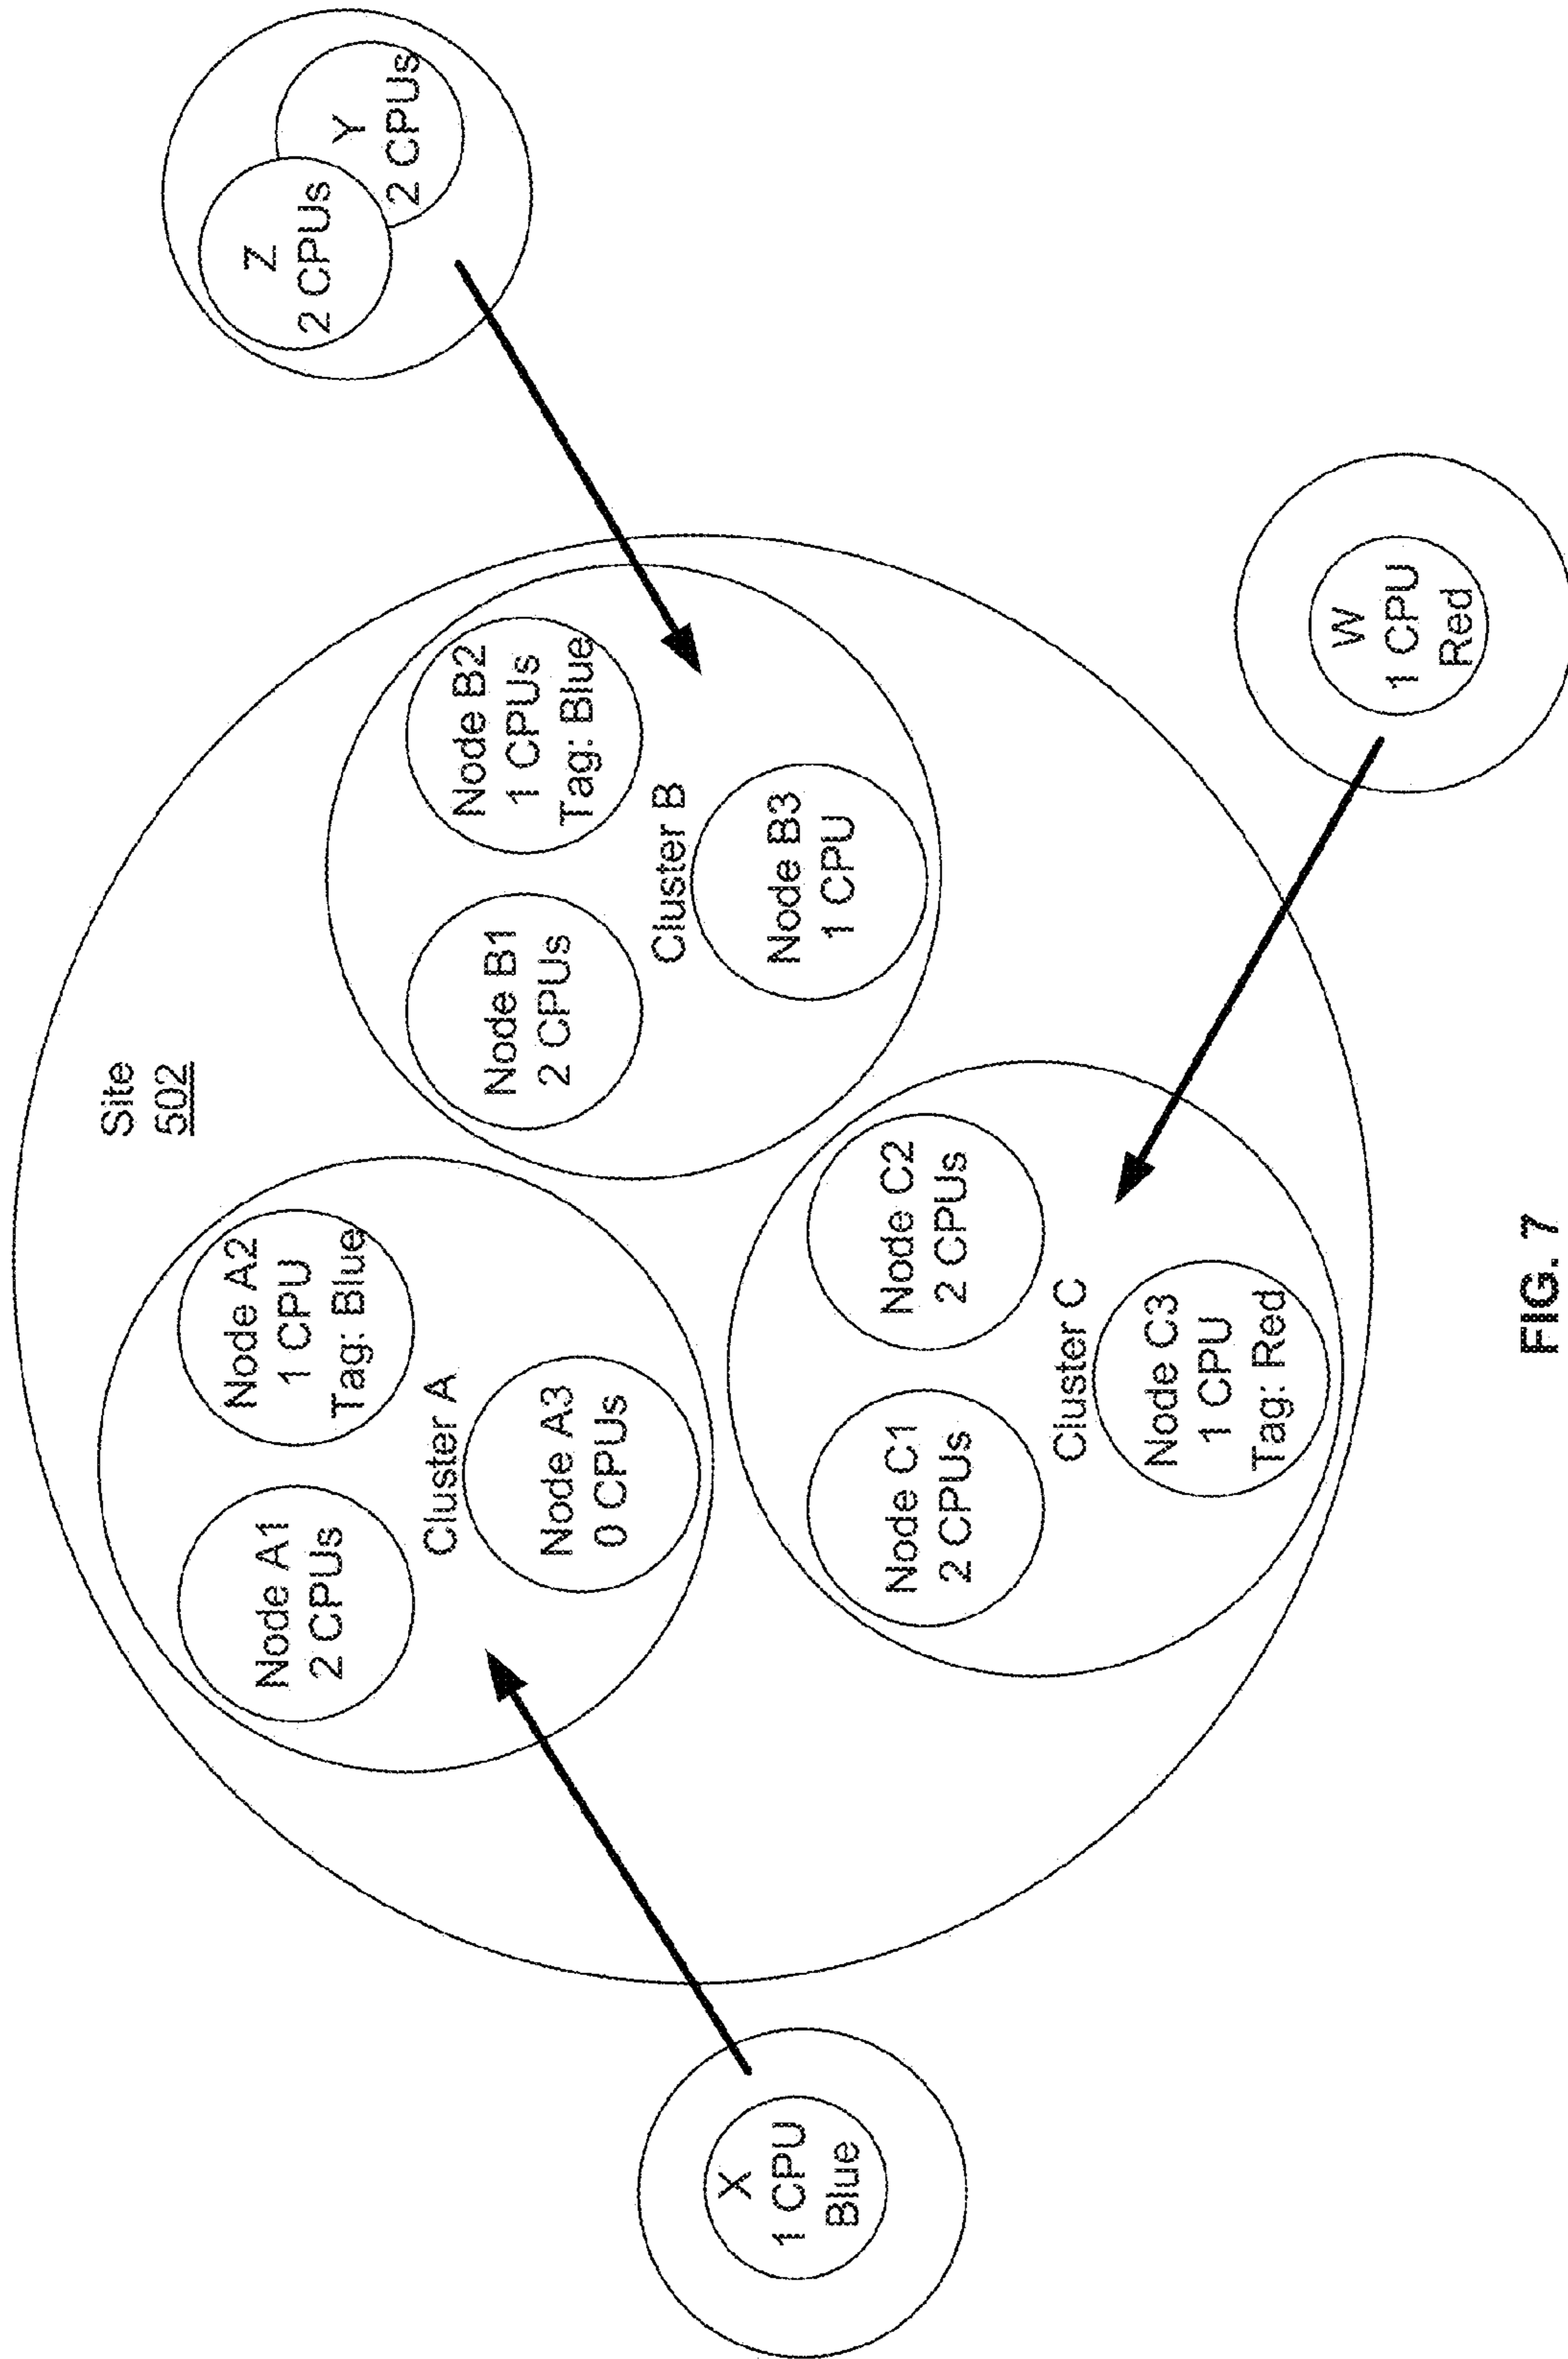 Site
502
Node A1
2 CPUs
Node A2
1 CPU
Tag: Blue
Cluster A
Node A3
0 CPUs
Node B1
2 CPUs
Node B2
1 CPUs
Tag: Blue
Cluster B
Node B3
1 CPU
Node C1
2 CPUs
Node C2
2 CPUs
Cluster C
Node C3
1 CPU
Tag: Red
X
1 CPU
Blue
Z
2 CPUs
Y
2 CPUs
W
1 CPU
Red
FIG. 7